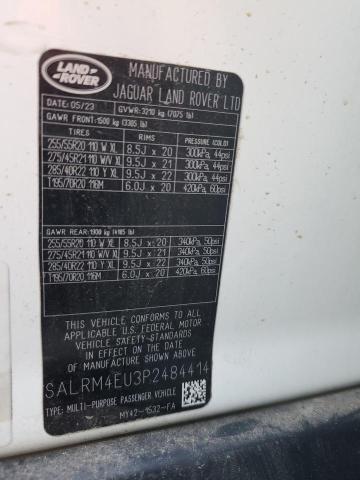 LAND ROVER
MANUFACTURED BY
JAGUAR LAND ROVER LTD
DATE: 05/23 GVWR: 3210 kg (7075 lb)
GAWR FRONT: 1500 kg (3305 lb)
TIRES RIMS PRESSURE (COLD)
255/55R20 110 W XL 8.5J x 20 300kPa, 44psi
275/45R21 110 W/V XL 9.5J x 21 300kPa, 44psi
285/40R22 110 Y XL 9.5J x 22 300kPa, 44psi
T195/70R20 116M 6.0J x 20 420kPa, 60psi
GAWR REAR: 1900 kg (4185 lb)
255/55R20 110 W XL 8.5J x 20 340kPa, 50psi
275/45R21 110 W/V XL 9.5J x 21 340kPa, 50psi
285/40R22 110 Y XL 9.5J x 22 340kPa, 50psi
T195/70R20 116M 6.0J x 20 420kPa, 60psi
THIS VEHICLE CONFORMS TO ALL
APPLICABLE U.S. FEDERAL MOTOR
VEHICLE SAFETY STANDARDS IN
EFFECT ON THE DATE OF
MANUFACTURE SHOWN ABOVE
SALRM4EU3P2484414
TYPE: MULTI-PURPOSE PASSENGER VEHICLE
MY42-1532-FA